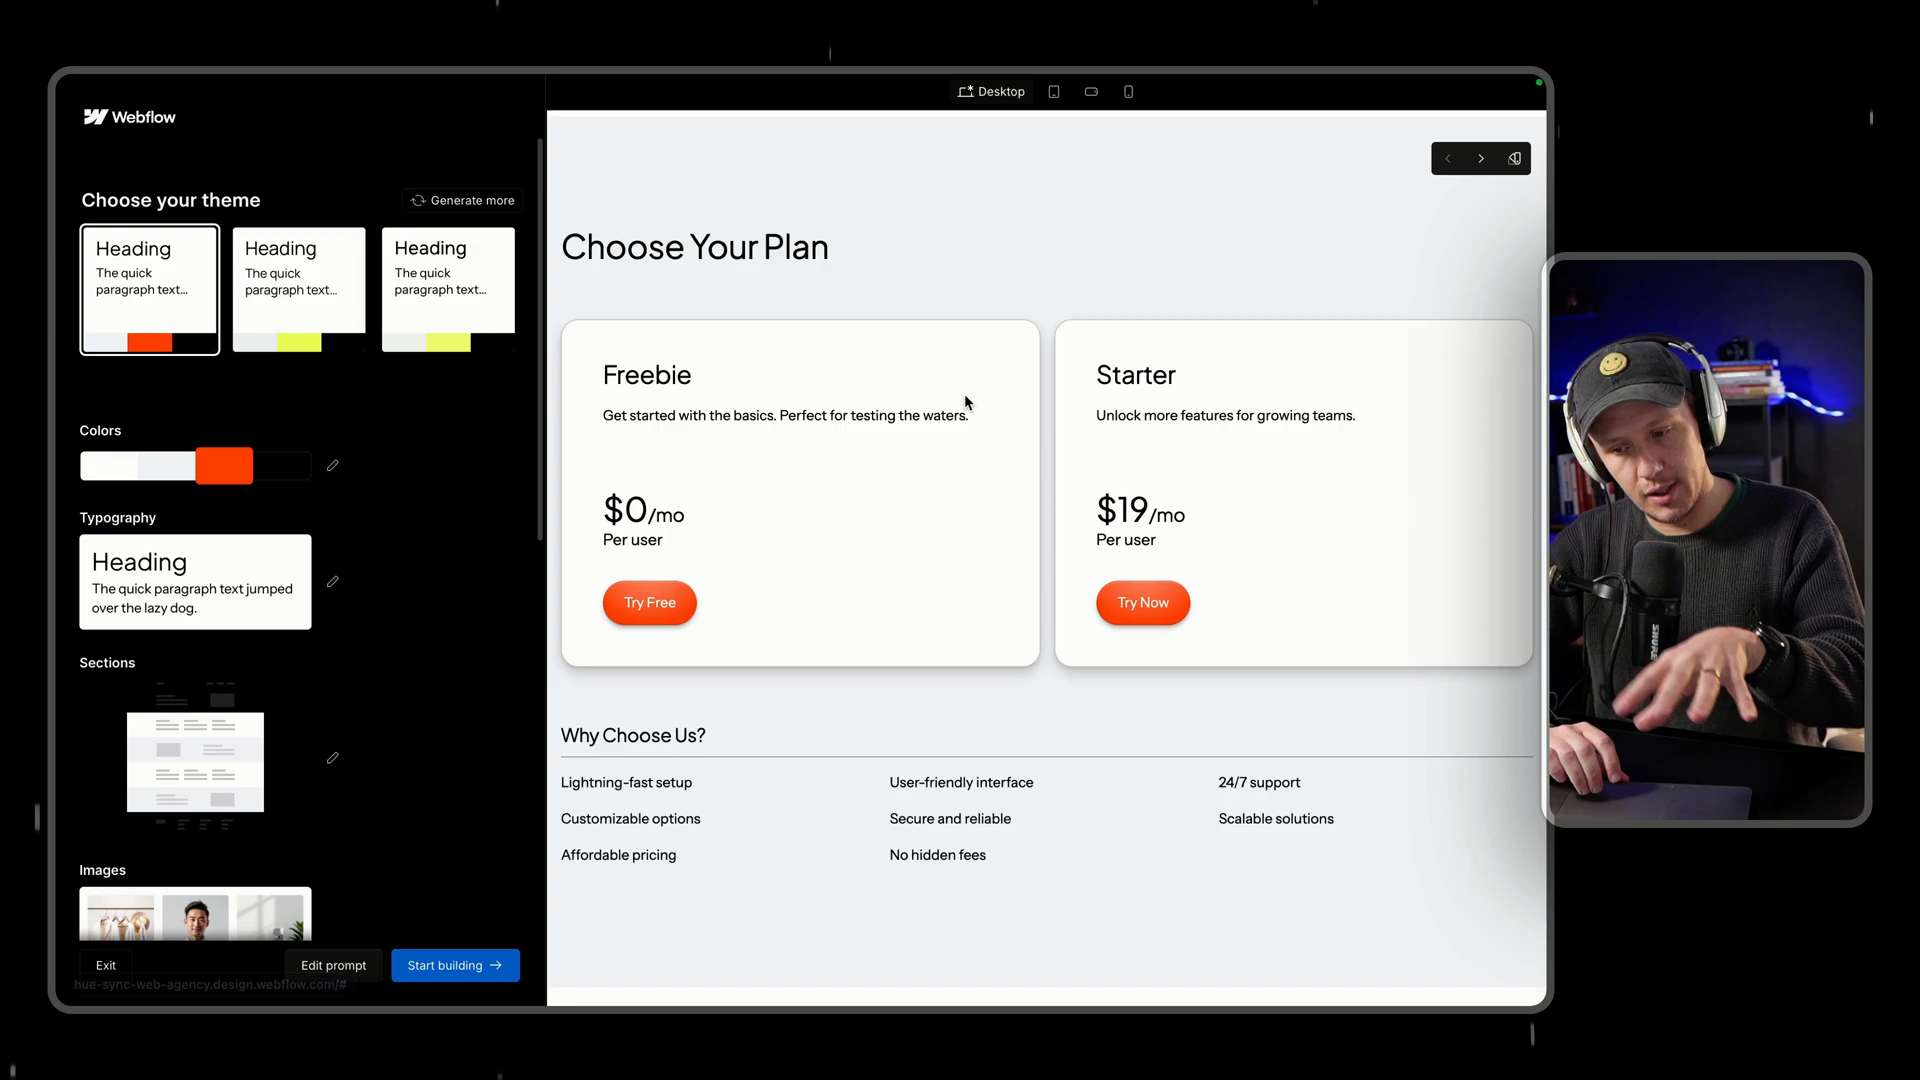 Webflow
Choose your theme
Generate more
Heading
The quick
paragraph text...
Heading
The quick
paragraph text...
Heading
The quick
paragraph text...
Colors
Typography
Heading
The quick paragraph text jumped
over the lazy dog.
Sections
Images
Exit
Edit prompt
Start building
hue-sync-web-agency.design.webflow.com/#
Desktop
Choose Your Plan
Freebie
Get started with the basics. Perfect for testing the waters.
$0/mo
Per user
Try Free
Starter
Unlock more features for growing teams.
$19/mo
Per user
Try Now
Why Choose Us?
Lightning-fast setup
User-friendly interface
24/7 support
Customizable options
Secure and reliable
Scalable solutions
Affordable pricing
No hidden fees
SHURE